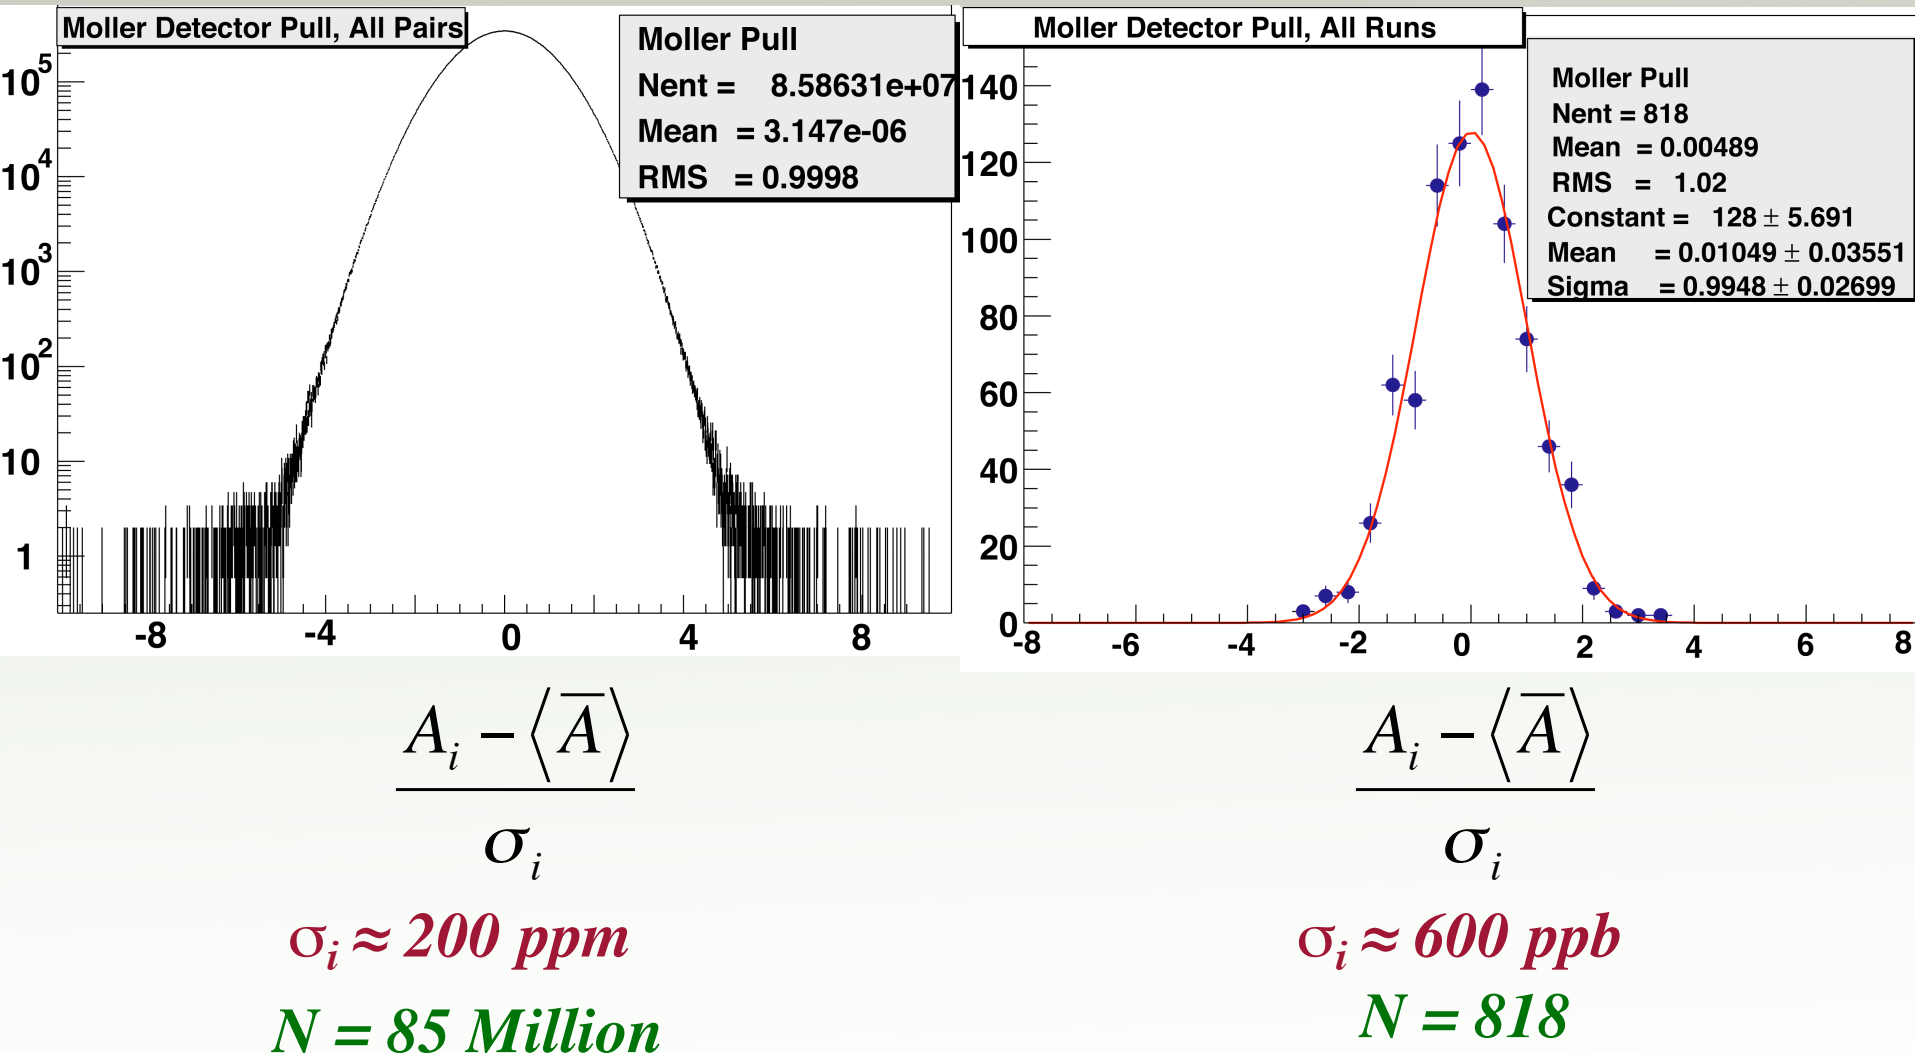 Moller Detector Pull, All Pairs
Moller Pull
Nent = 8.58631e+07
Mean = 3.147e-06
RMS = 0.9998
10^5
10^4
10^3
10^2
10
1
-8 -4 0 4 8
A_i − ⟨A̅⟩
σ_i
σ_i ≈ 200 ppm
N = 85 Million
Moller Detector Pull, All Runs
Moller Pull
Nent = 818
Mean = 0.00489
RMS = 1.02
Constant = 128 ± 5.691
Mean = 0.01049 ± 0.03551
Sigma = 0.9948 ± 0.02699
140
120
100
80
60
40
20
0
-8 -6 -4 -2 0 2 4 6 8
A_i − ⟨A̅⟩
σ_i
σ_i ≈ 600 ppb
N = 818